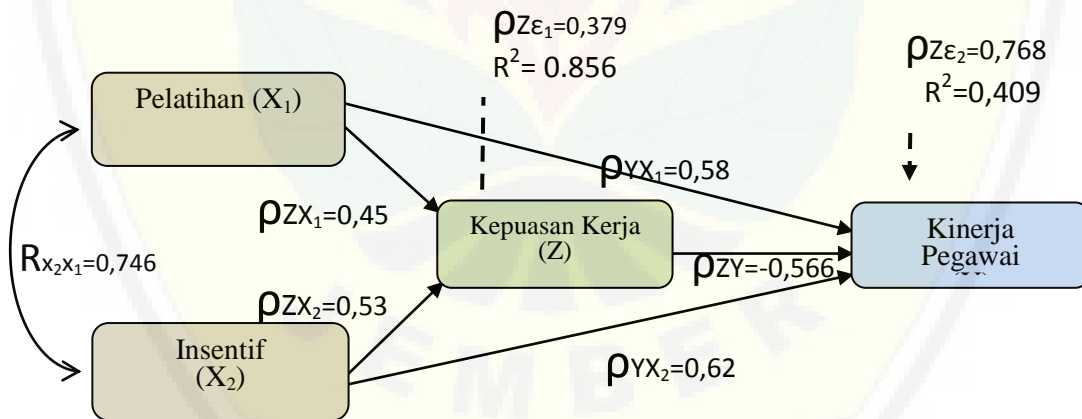 ρZε₁=0,379
R²= 0.856
ρZε₂=0,768
R²=0,409
Pelatihan (X₁)
ρYX₁=0,58
ρZX₁=0,45
Kepuasan Kerja
(Z)
Kinerja
Pegawai
Rx₂x₁=0,746
ρZY=-0,566
ρZX₂=0,53
Insentif
(X₂)
ρYX₂=0,62
EMBER